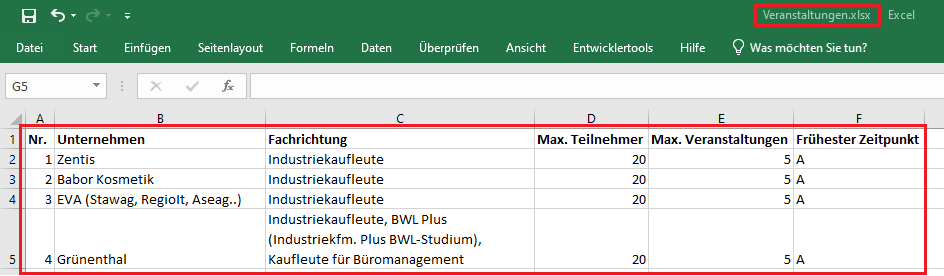 Veranstaltungen.xlsx Excel
Datei Start Einfügen Seitenlayout Formeln Daten Überprüfen Ansicht Entwicklertools Hilfe Was möchten Sie tun?
G5 fx
A B C D E F
1 Nr. Unternehmen Fachrichtung Max. Teilnehmer Max. Veranstaltungen Frühester Zeitpunkt
2 1 Zentis Industriekaufleute 20 5 A
3 2 Babor Kosmetik Industriekaufleute 20 5 A
4 3 EVA (Stawag, RegioIt, Aseag..) Industriekaufleute 20 5 A
Industriekaufleute, BWL Plus
(Industriekfm. Plus BWL-Studium),
5 4 Grünenthal Kaufleute für Büromanagement 20 5 A